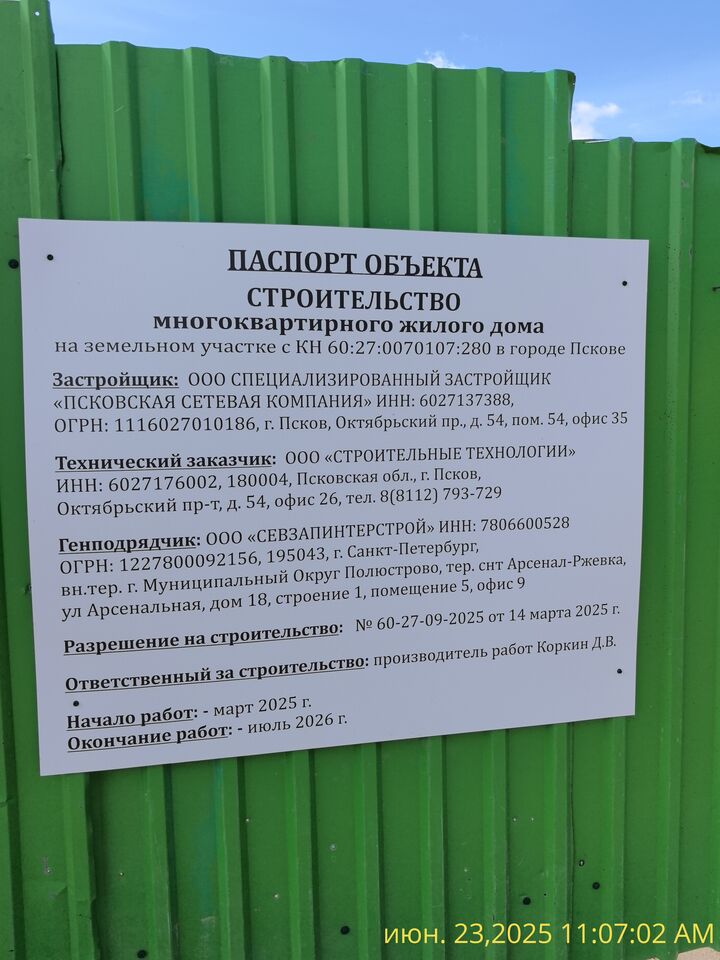 ПАСПОРТ ОБЪЕКТА
СТРОИТЕЛЬСТВО
многоквартирного жилого дома
на земельном участке с КН 60:27:0070107:280 в городе Пскове
Застройщик: ООО СПЕЦИАЛИЗИРОВАННЫЙ ЗАСТРОЙЩИК
«ПСКОВСКАЯ СЕТЕВАЯ КОМПАНИЯ» ИНН: 6027137388,
ОГРН: 1116027010186, г. Псков, Октябрьский пр., д. 54, пом. 54, офис 35
Технический заказчик: ООО «СТРОИТЕЛЬНЫЕ ТЕХНОЛОГИИ»
ИНН: 6027176002, 180004, Псковская обл., г. Псков,
Октябрьский пр-т, д. 54, офис 26, тел. 8(8112) 793-729
Генподрядчик: ООО «СЕВЗАПИНТЕРСТРОЙ» ИНН: 7806600528
ОГРН: 1227800092156, 195043, г. Санкт-Петербург,
вн.тер. г. Муниципальный Округ Полюстрово, тер. снт Арсенал-Ржевка,
ул Арсенальная, дом 18, строение 1, помещение 5, офис 9
Разрешение на строительство: № 60-27-09-2025 от 14 марта 2025 г.
Ответственный за строительство: производитель работ Коркин Д.В.
Начало работ: - март 2025 г.
Окончание работ: - июль 2026 г.
июн. 23,2025 11:07:02 AM